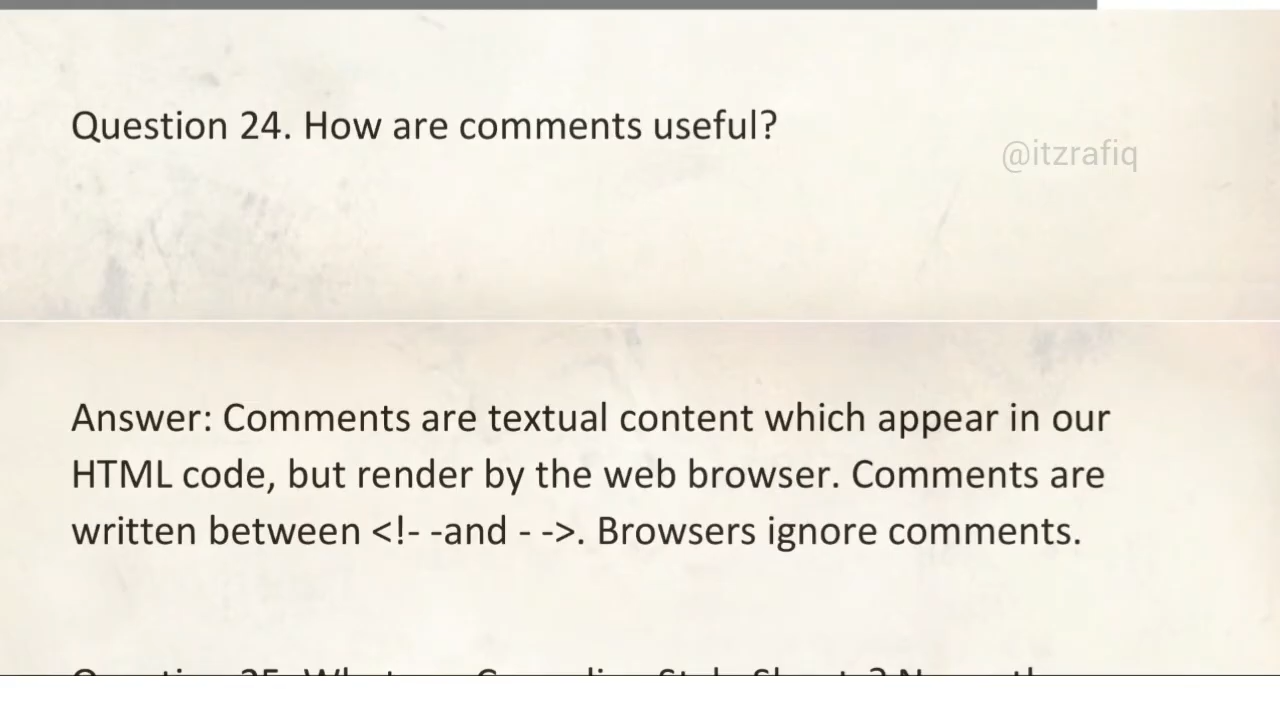 Question 24. How are comments useful?
@itzrafiq
Answer: Comments are textual content which appear in our
HTML code, but render by the web browser. Comments are
written between <!- -and - ->. Browsers ignore comments.